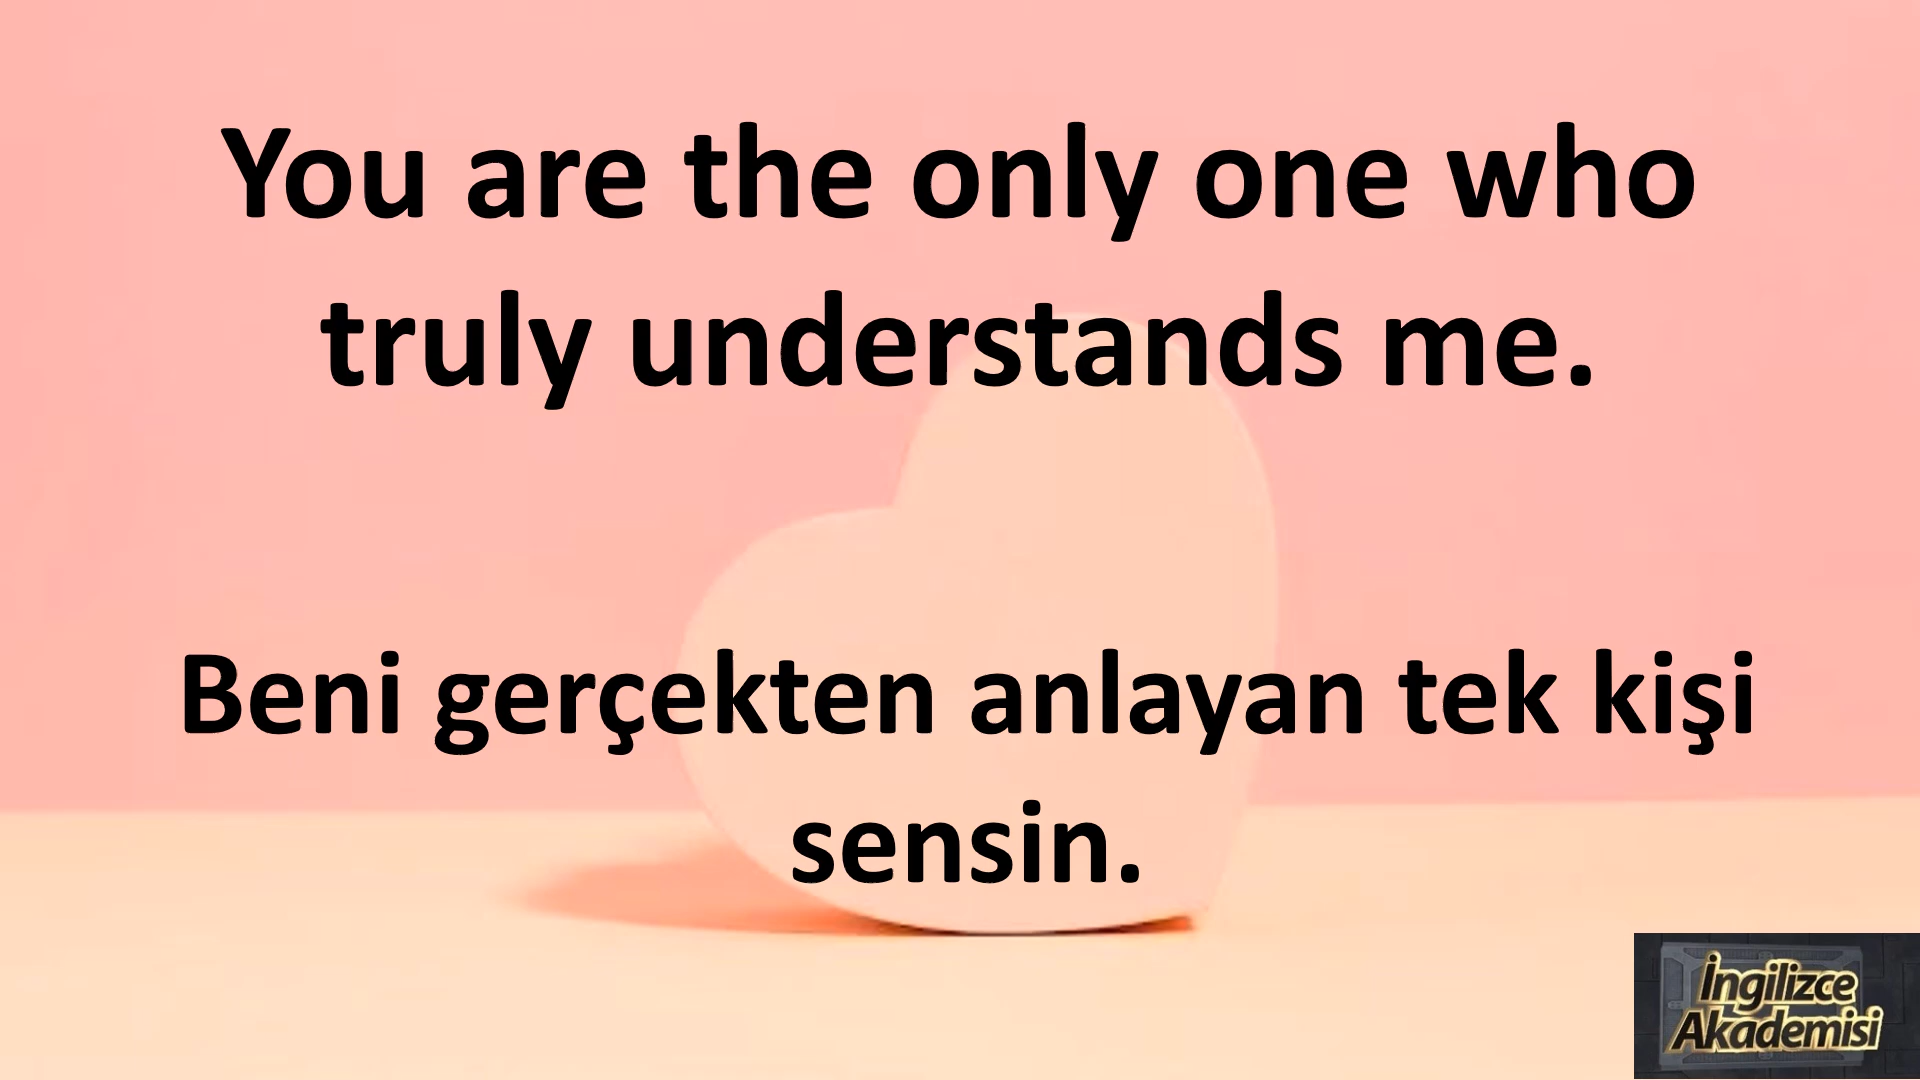 You are the only one who
truly understands me.
Beni gerçekten anlayan tek kişi
sensin.
İngilizce
Akademisi